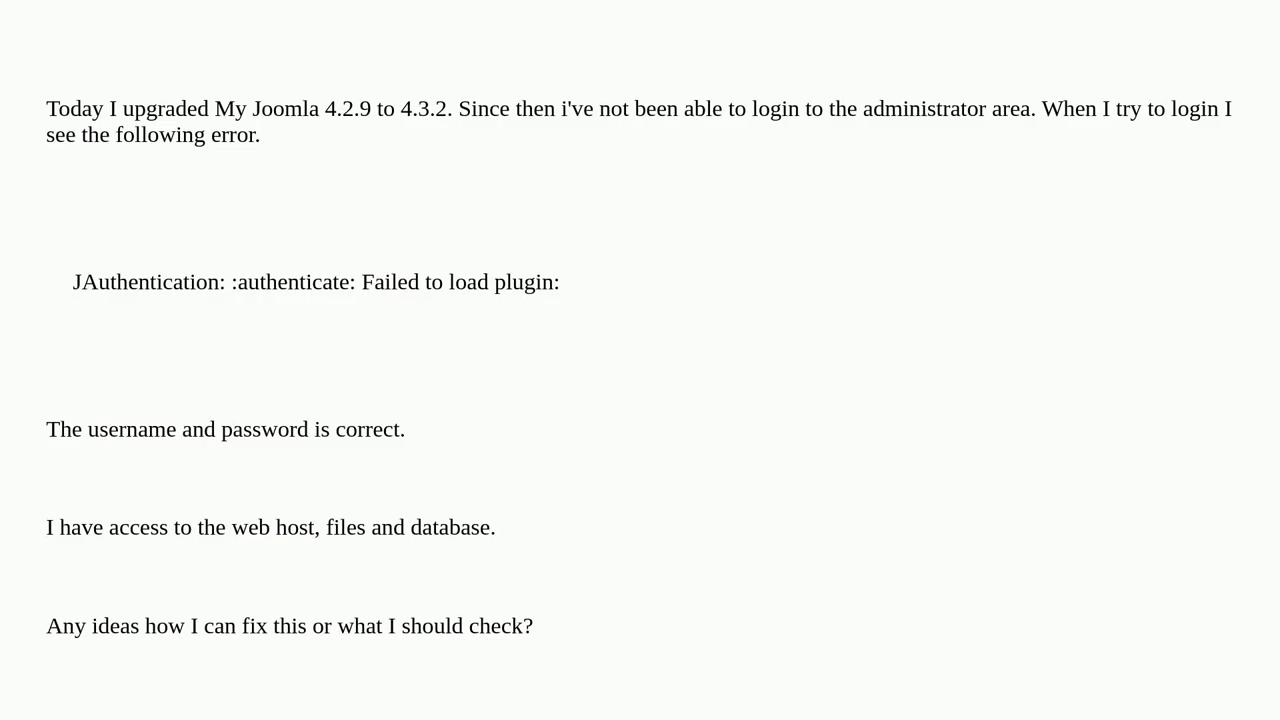 Today I upgraded My Joomla 4.2.9 to 4.3.2. Since then i've not been able to login to the administrator area. When I try to login I
see the following error.
JAuthentication: :authenticate: Failed to load plugin:
The username and password is correct.
I have access to the web host, files and database.
Any ideas how I can fix this or what I should check?